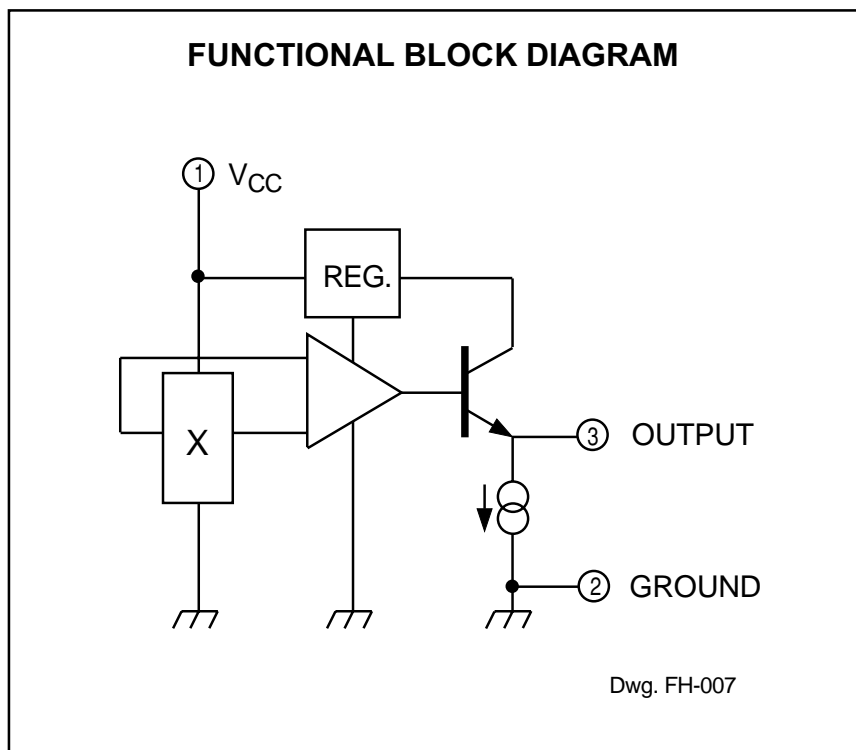 FUNCTIONAL BLOCK DIAGRAM
1 VCC
REG.
X
3 OUTPUT
2 GROUND
Dwg. FH-007